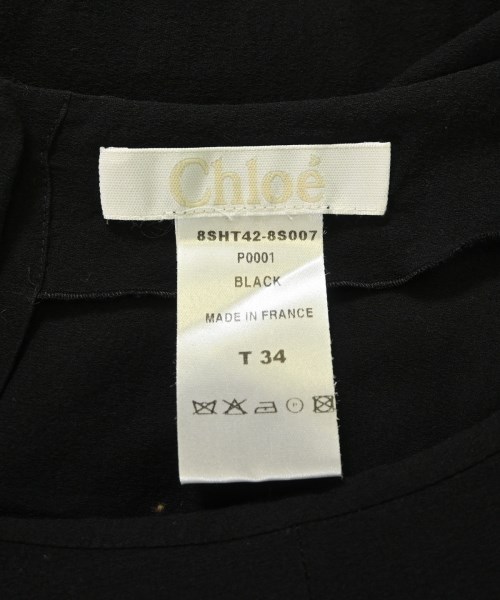 Chloé
8SHT42-8S007
P0001
BLACK
MADE IN FRANCE
T 34
P